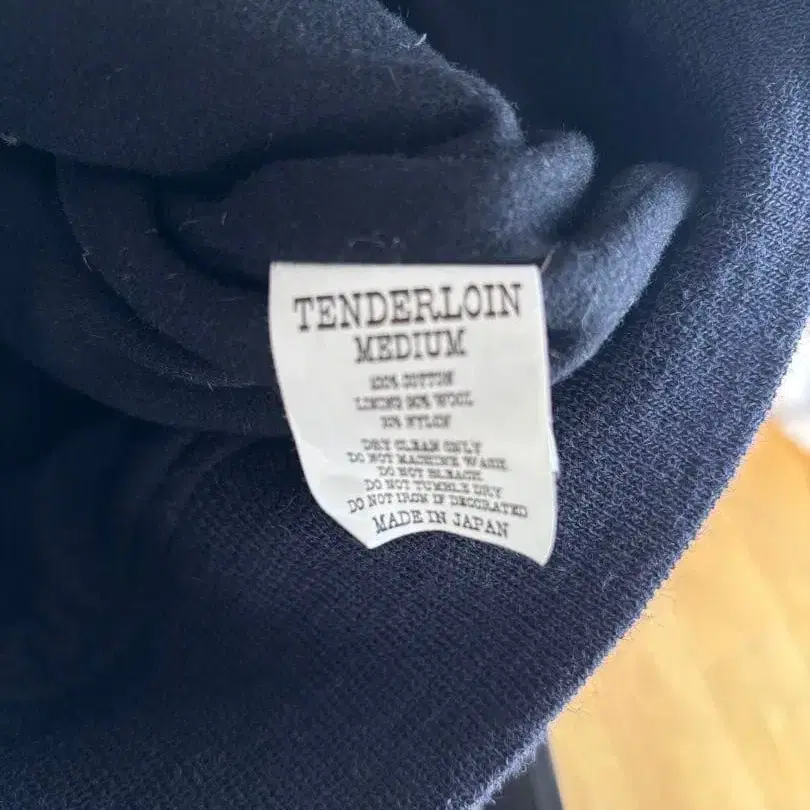 TENDERLOIN
MEDIUM
100% COTTON
LINING 90% WOOL
10% NYLON
DRY CLEAN ONLY
DO NOT MACHINE WASH
DO NOT BLEACH
DO NOT TUMBLE DRY
DO NOT IRON IF DECORATED
MADE IN JAPAN